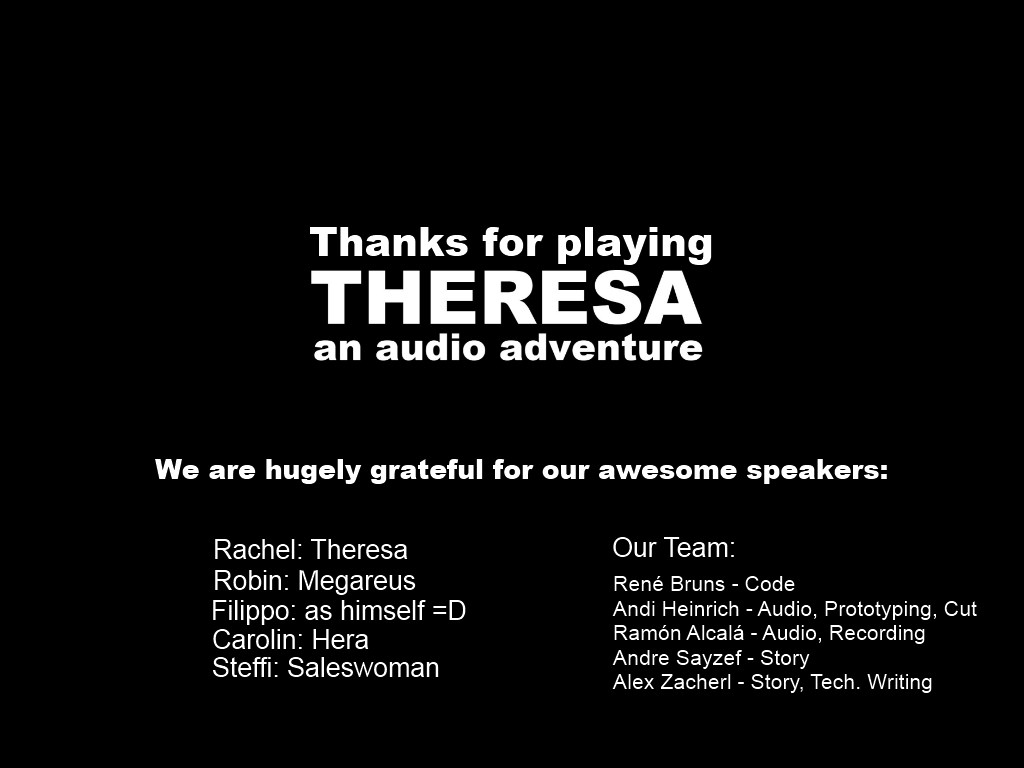 Thanks for playing
THERESA
an audio adventure
We are hugely grateful for our awesome speakers:
Rachel: Theresa
Robin: Megareus
Filippo: as himself =D
Carolin: Hera
Steffi: Saleswoman
Our Team:
René Bruns - Code
Andi Heinrich - Audio, Prototyping, Cut
Ramón Alcalá - Audio, Recording
Andre Sayzef - Story
Alex Zacherl - Story, Tech. Writing